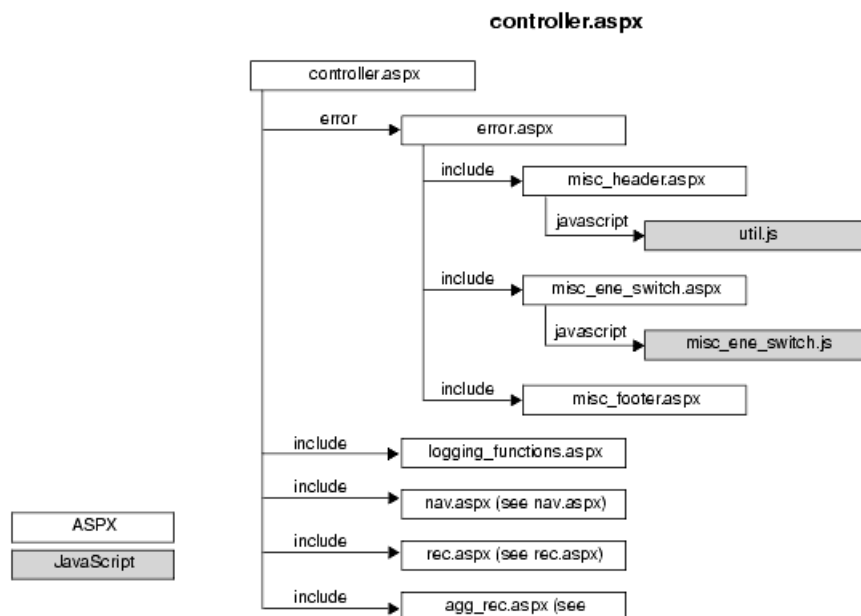 controller.aspx
controller.aspx
error
error.aspx
include
misc_header.aspx
javascript
util.js
include
misc_ene_switch.aspx
javascript
misc_ene_switch.js
include
misc_footer.aspx
include
logging_functions.aspx
include
nav.aspx (see nav.aspx)
ASPX
include
rec.aspx (see rec.aspx)
JavaScript
include
agg_rec.aspx (see